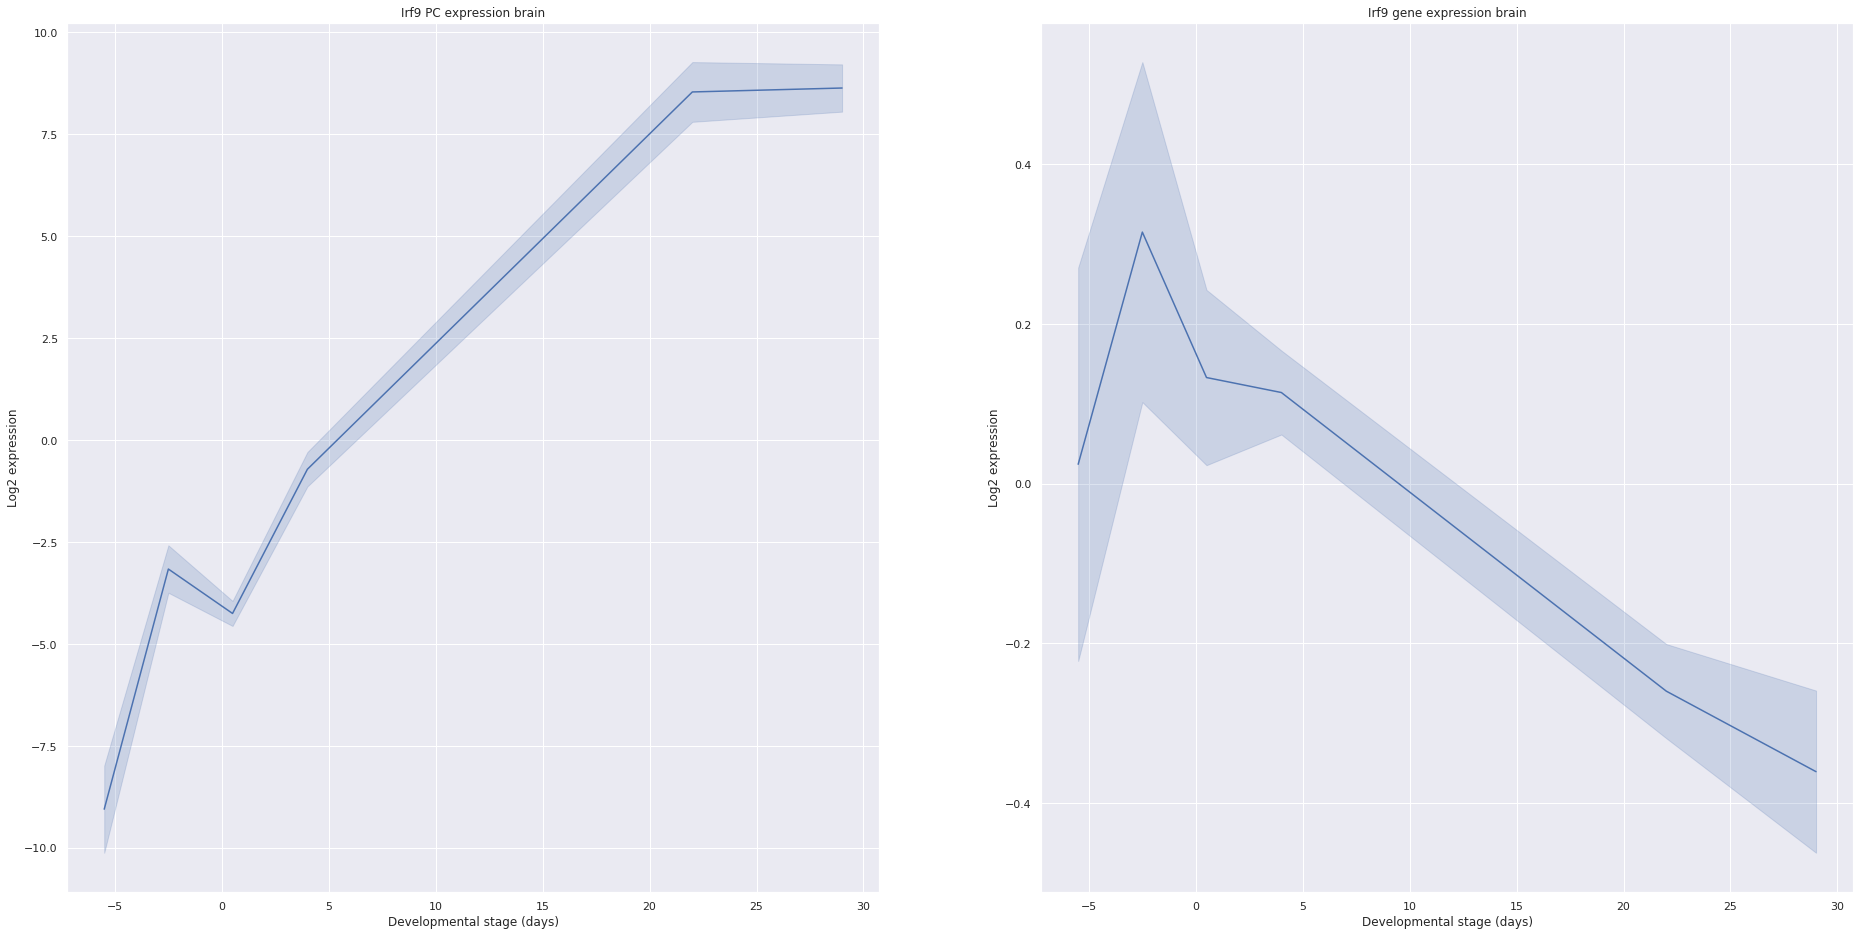 Irf9 PC expression brain
10.0
7.5
5.0
2.5
0.0
−2.5
−5.0
−7.5
−10.0
Log2 expression
−5 0 5 10 15 20 25 30
Developmental stage (days)
Irf9 gene expression brain
0.4
0.2
0.0
−0.2
−0.4
Log2 expression
−5 0 5 10 15 20 25 30
Developmental stage (days)